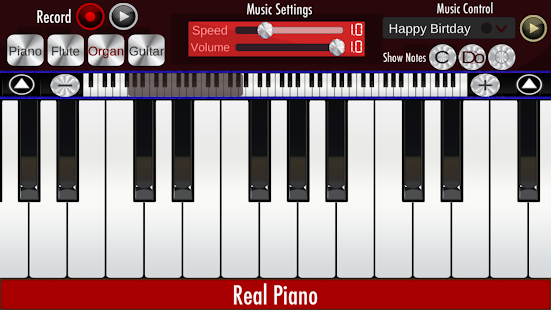 Record
Music Settings
Music Control
Speed 1.0
Volume 1.0
Happy Birtday
Piano Flute Organ Guitar
Show Notes C Do
Real Piano